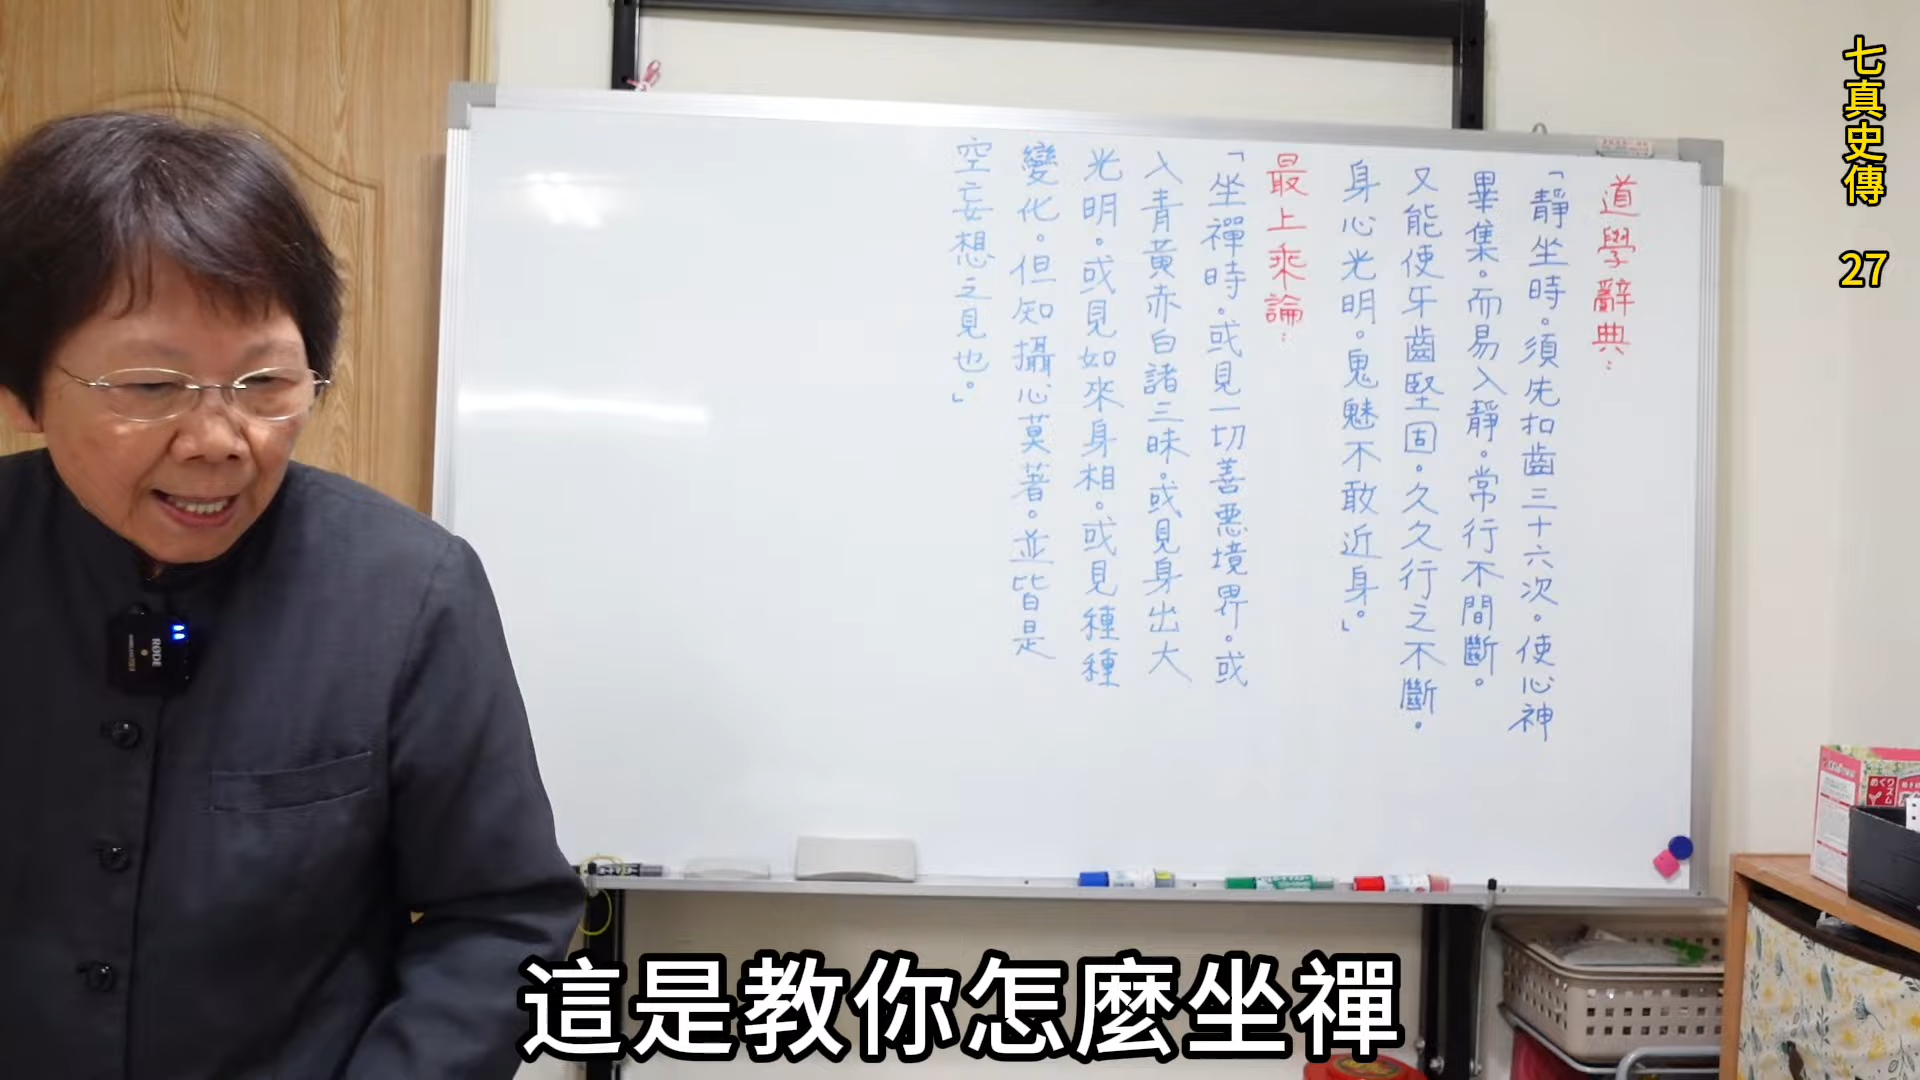 道學辭典：
「靜坐時。須先扣齒三十六次。使心神
畢集。而易入靜。常行不間斷。
又能使牙齒堅固。久久行之不斷。
身心光明。鬼魅不敢近身。」
最上乘論：
「坐禪時。或見一切善惡境界。或
入青黃赤白諸三昧。或見身出大
光明。或見如來身相。或見種種
變化。但知攝心莫著。並皆是
空妄想之見也。」
七真史傳 27
RØDE
這是教你怎麼坐禪